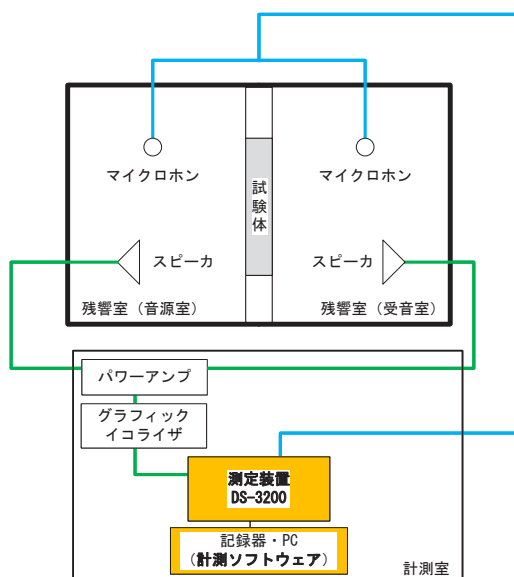 マイクロホン
マイクロホン
試験体
スピーカ
スピーカ
残響室（音源室）
残響室（受音室）
パワーアンプ
グラフィック
イコライザ
測定装置
DS-3200
記録器・PC
（計測ソフトウェア）
計測室